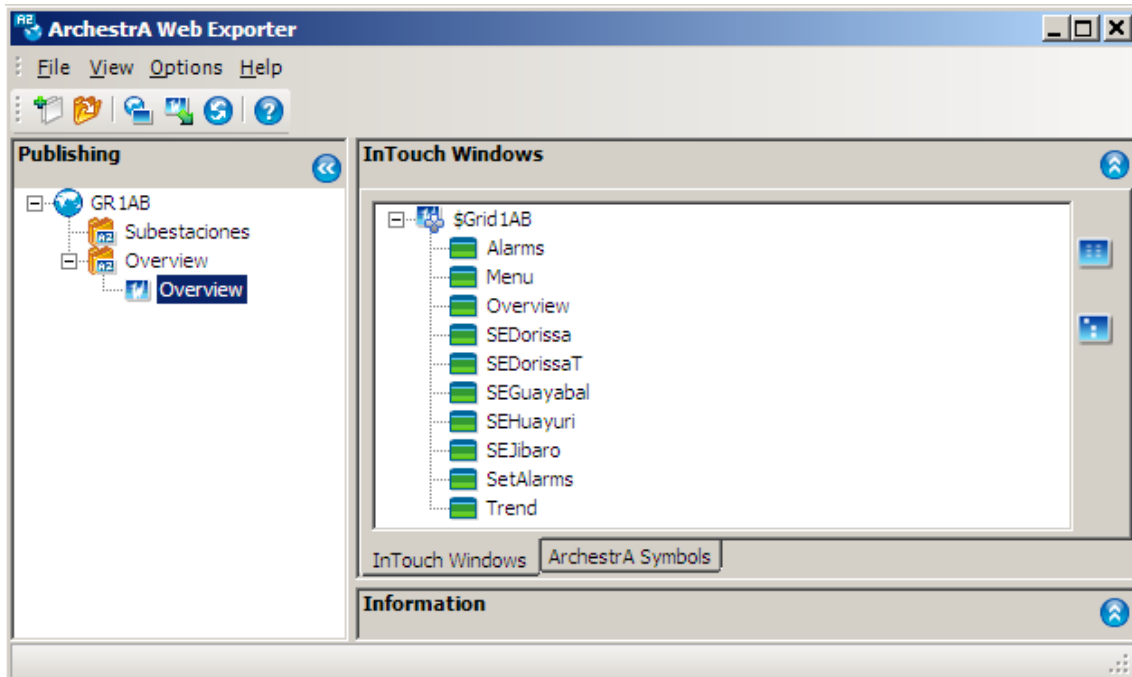 ArchestrA Web Exporter
File View Options Help
Publishing
GR1AB
Subestaciones
Overview
Overview
InTouch Windows
$Grid1AB
Alarms
Menu
Overview
SEDorissa
SEDorissaT
SEGuayabal
SEHuayuri
SEJibaro
SetAlarms
Trend
InTouch Windows ArchestrA Symbols
Information